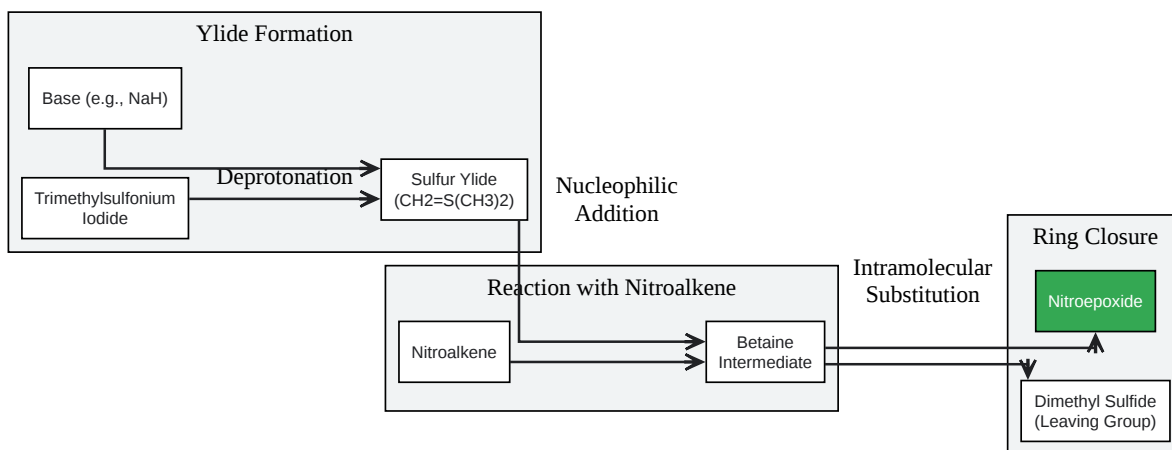 Ylide Formation
Base (e.g., NaH)
Deprotonation
Trimethylsulfonium
Iodide
Sulfur Ylide
(CH2=S(CH3)2)
Nucleophilic
Addition
Reaction with Nitroalkene
Nitroalkene
Betaine
Intermediate
Intramolecular
Substitution
Ring Closure
Nitroepoxide
Dimethyl Sulfide
(Leaving Group)